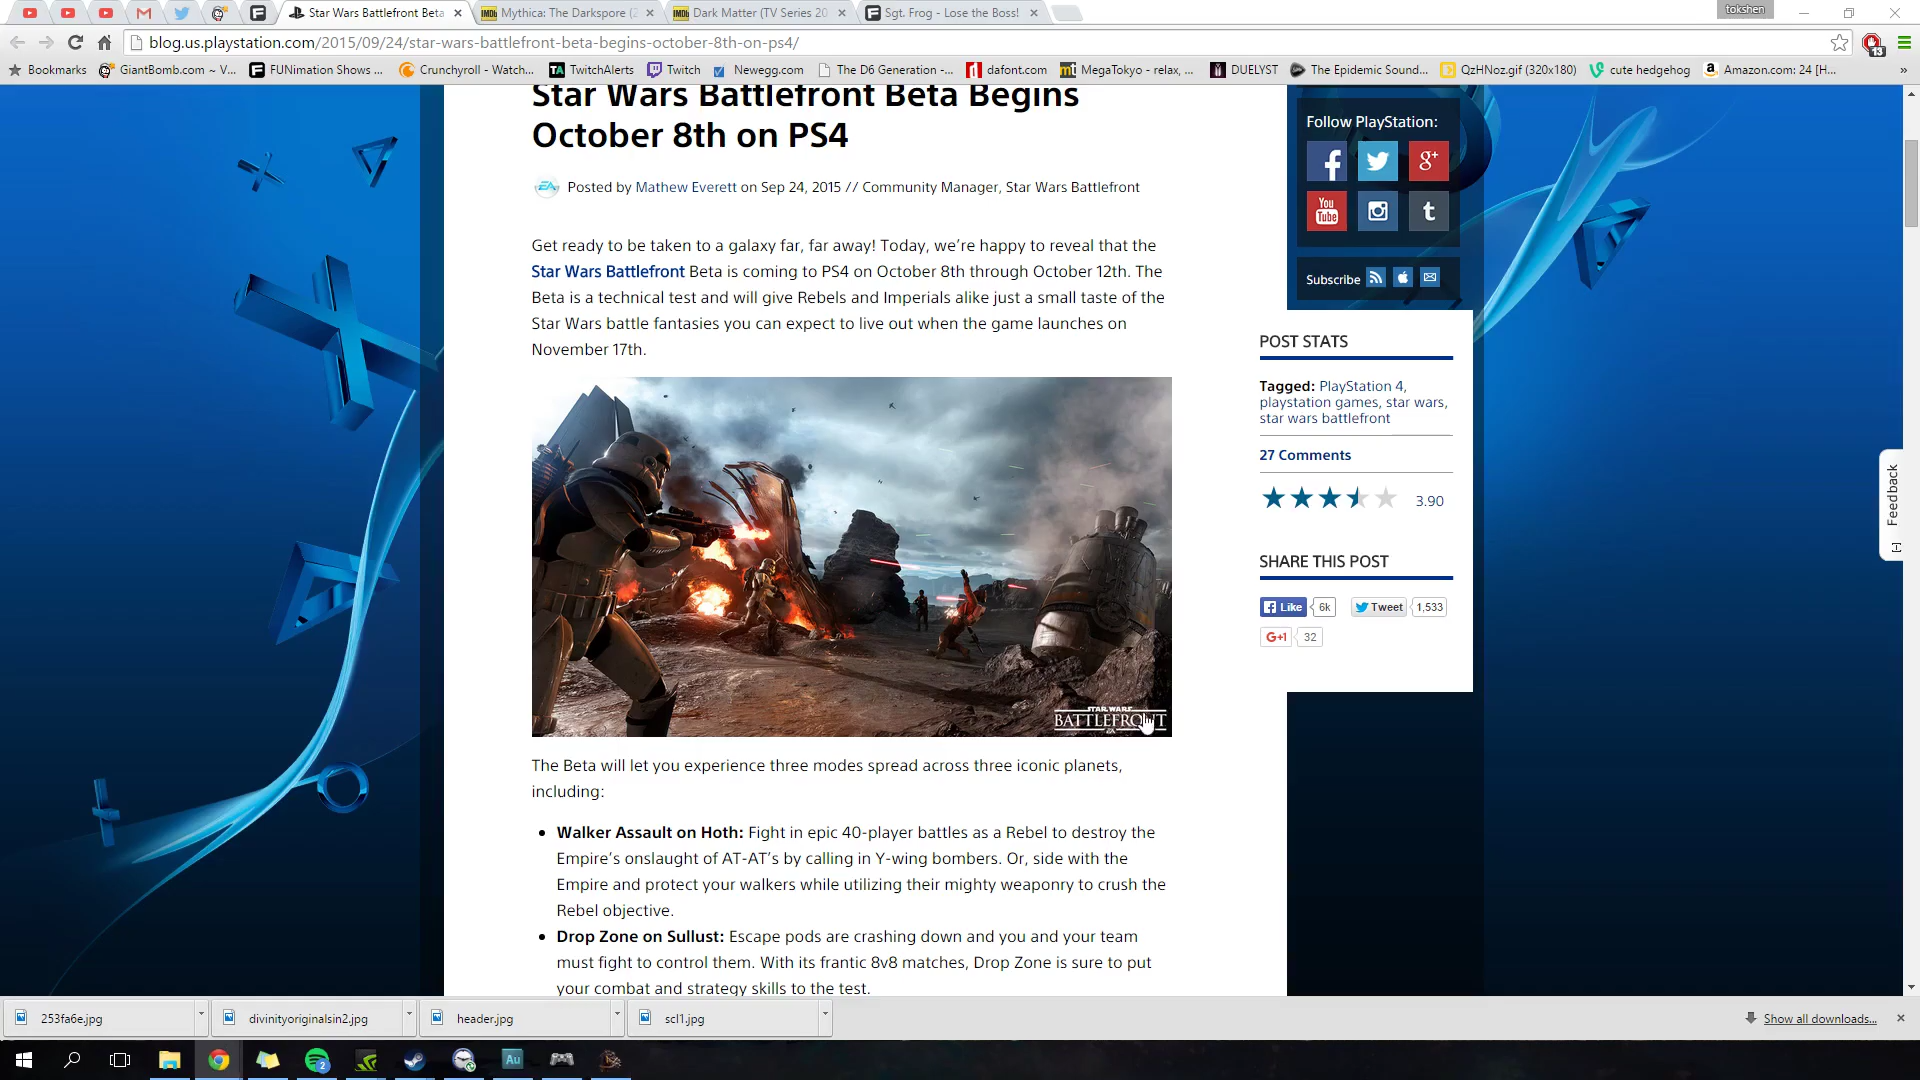 Star Wars Battlefront Beta
Mythica: The Darkspore (2
Dark Matter (TV Series 20
Sgt. Frog - Lose the Boss!
tokshen
blog.us.playstation.com/2015/09/24/star-wars-battlefront-beta-begins-october-8th-on-ps4/
13
Bookmarks
GiantBomb.com ~ V...
FUNimation Shows ...
Crunchyroll - Watch...
TwitchAlerts
Twitch
Newegg.com
The D6 Generation -...
dafont.com
MegaTokyo - relax, ...
DUELYST
The Epidemic Sound...
QzHNoz.gif (320x180)
cute hedgehog
Amazon.com: 24 [H...
»
Star Wars Battlefront Beta Begins
October 8th on PS4
Posted by Mathew Everett on Sep 24, 2015 // Community Manager, Star Wars Battlefront
Get ready to be taken to a galaxy far, far away! Today, we're happy to reveal that the
Star Wars Battlefront Beta is coming to PS4 on October 8th through October 12th. The
Beta is a technical test and will give Rebels and Imperials alike just a small taste of the
Star Wars battle fantasies you can expect to live out when the game launches on
November 17th.
STAR WARS
BATTLEFRONT
EA
The Beta will let you experience three modes spread across three iconic planets,
including:
• Walker Assault on Hoth: Fight in epic 40-player battles as a Rebel to destroy the
Empire's onslaught of AT-AT's by calling in Y-wing bombers. Or, side with the
Empire and protect your walkers while utilizing their mighty weaponry to crush the
Rebel objective.
• Drop Zone on Sullust: Escape pods are crashing down and you and your team
must fight to control them. With its frantic 8v8 matches, Drop Zone is sure to put
your combat and strategy skills to the test.
Follow PlayStation:
f
g+
You
Tube
t
Subscribe
POST STATS
Tagged: PlayStation 4,
playstation games, star wars,
star wars battlefront
27 Comments
3.90
SHARE THIS POST
Like 6k
Tweet 1,533
G+1 32
Feedback
[-]
253fa6e.jpg
divinityoriginalsin2.jpg
header.jpg
scl1.jpg
Show all downloads...
2
Au